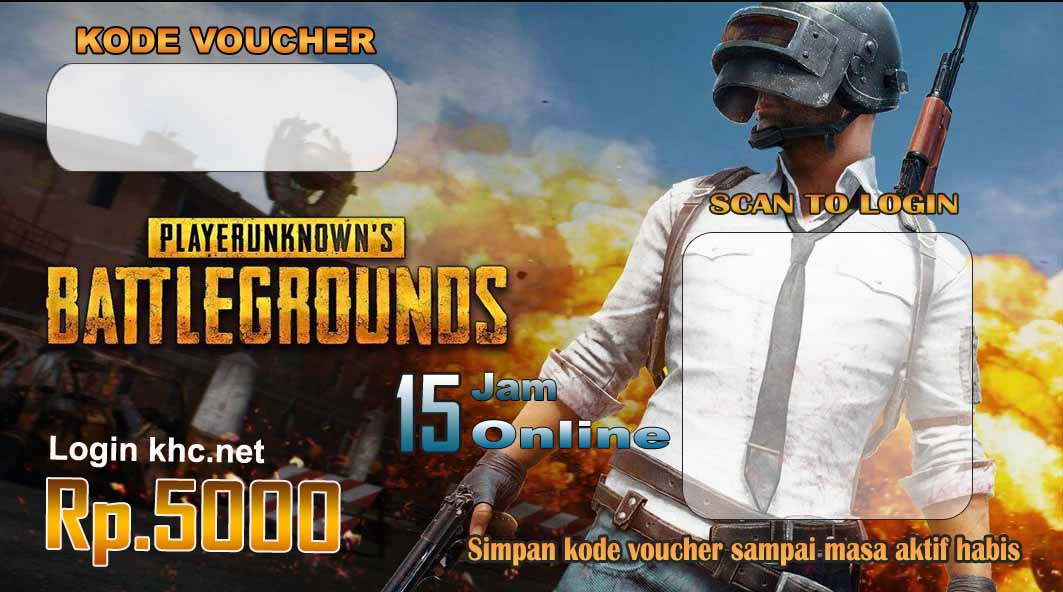 KODE VOUCHER
SCAN TO LOGIN
PLAYERUNKNOWN'S
BATTLEGROUNDS
15 Jam
Online
Login khc.net
Rp.5000
Simpan kode voucher sampai masa aktif habis